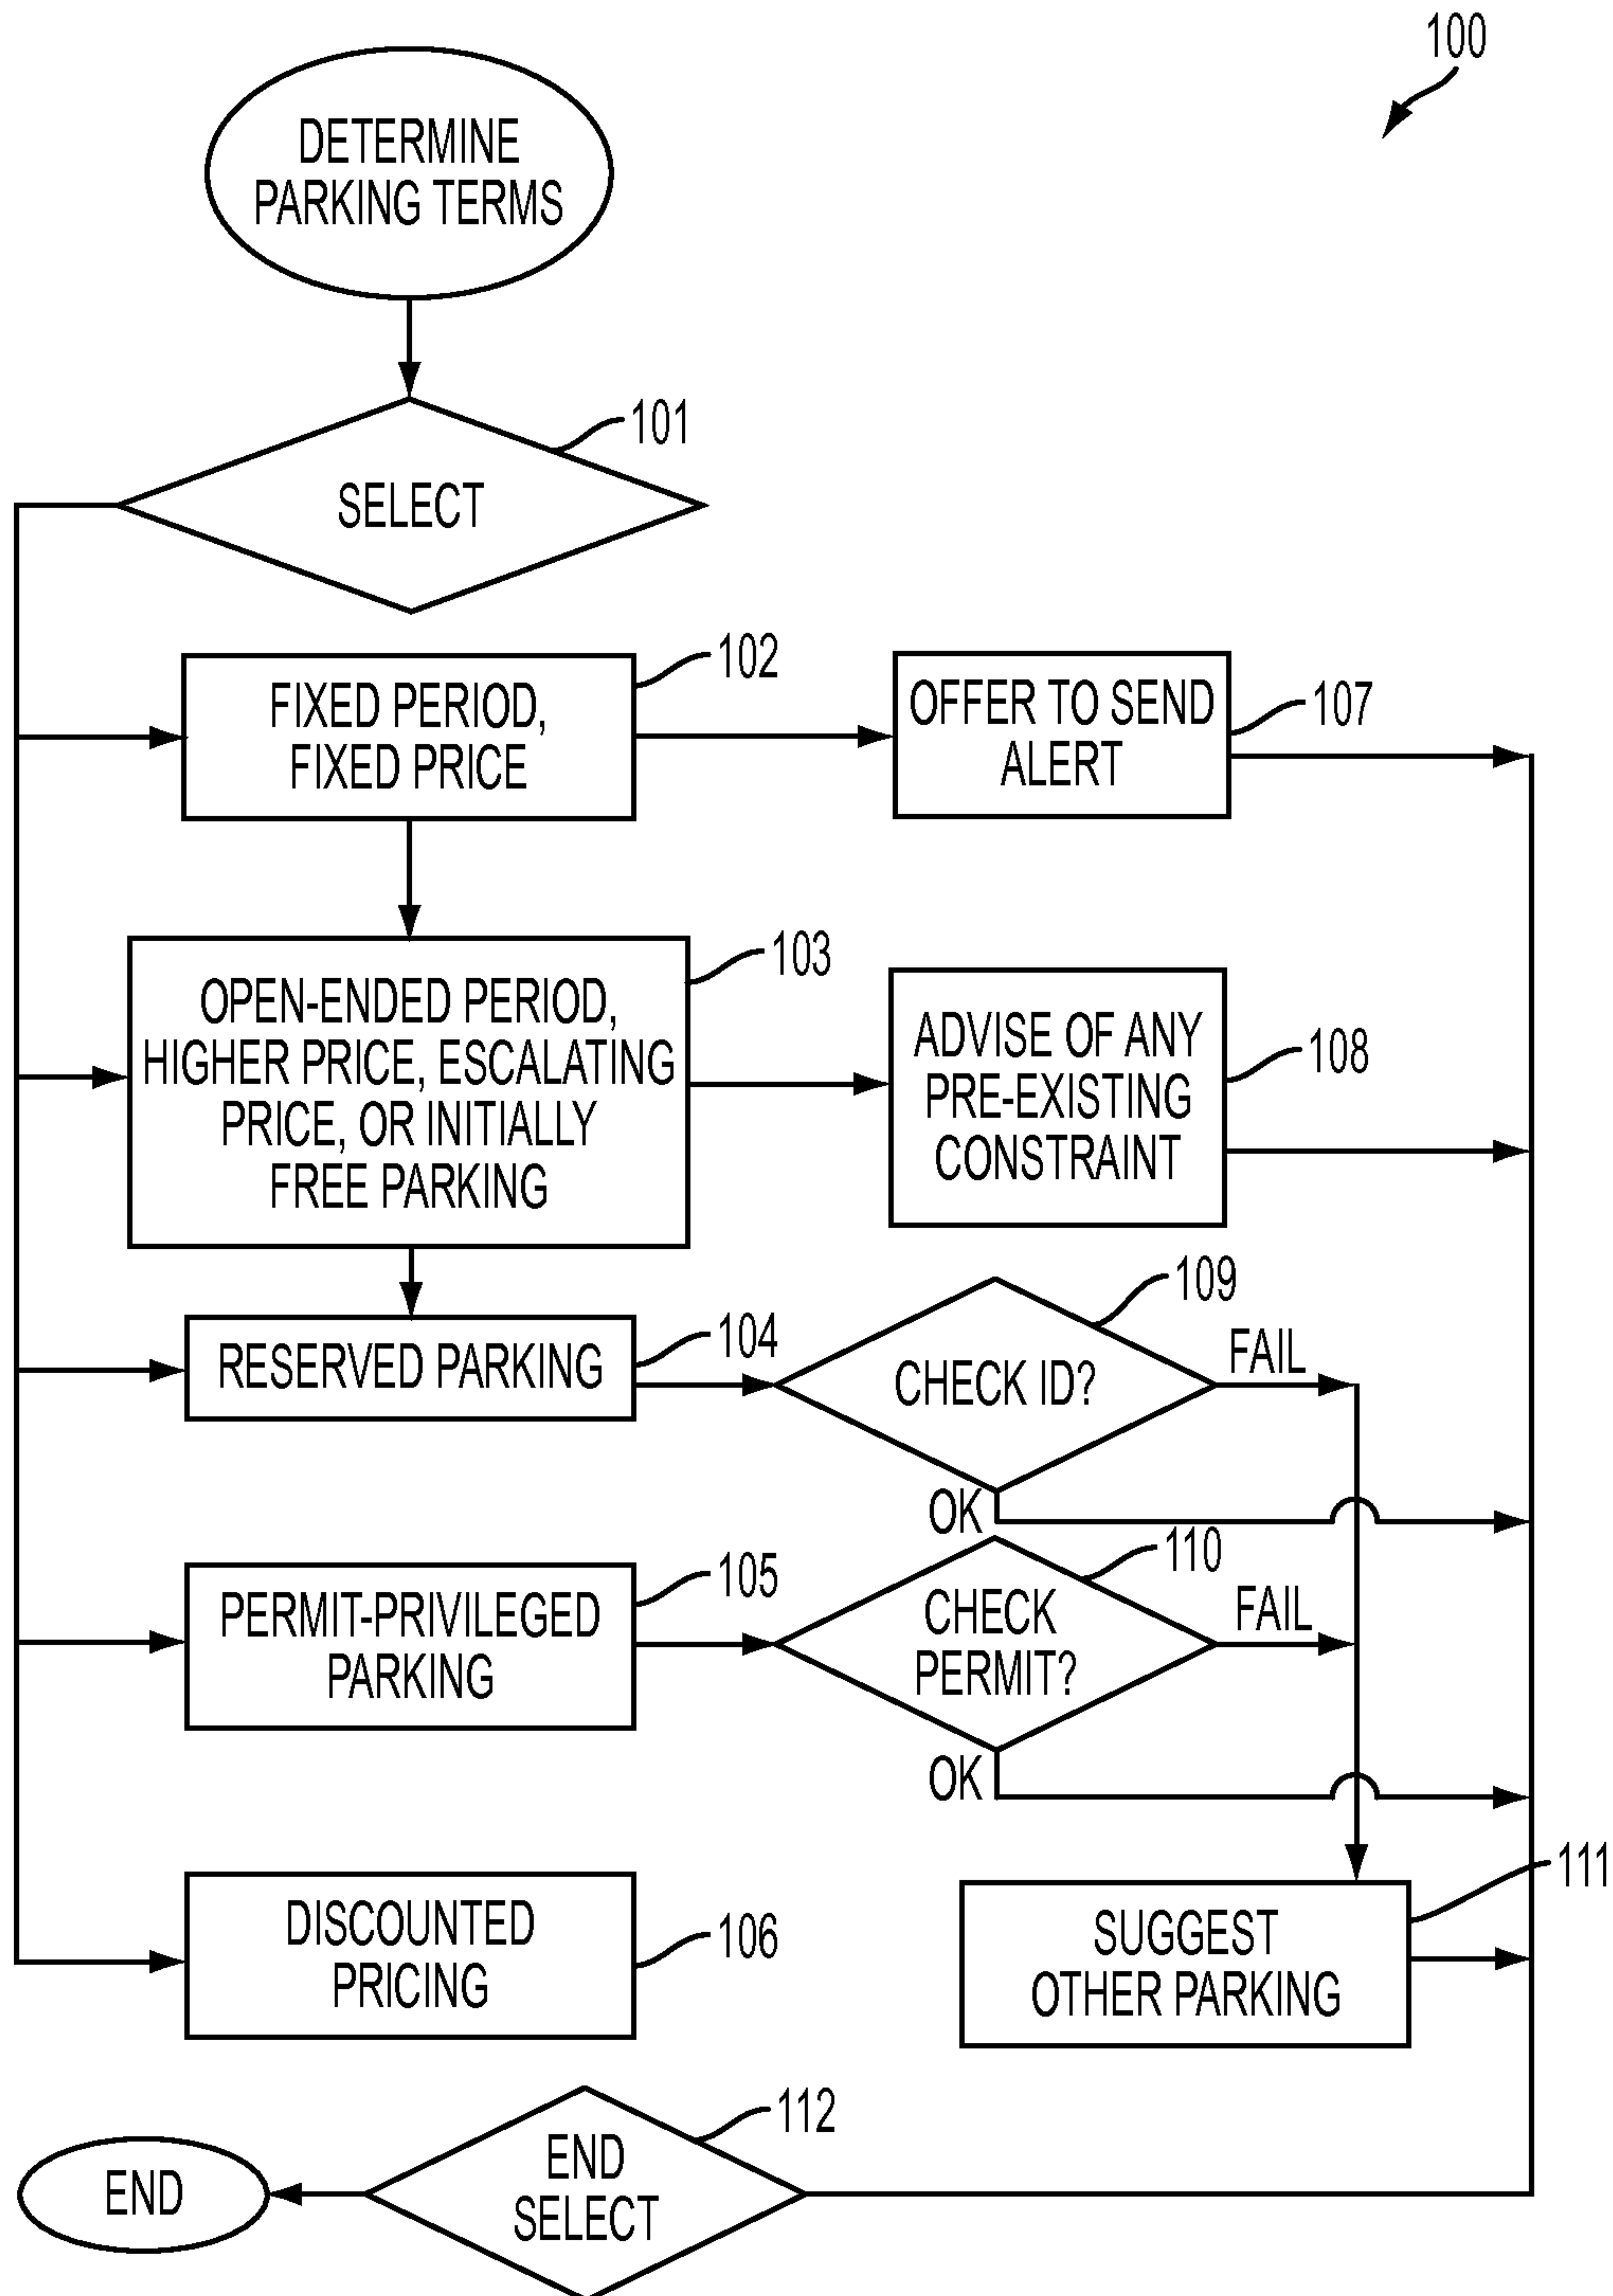 100
DETERMINE
PARKING TERMS
101
SELECT
102
FIXED PERIOD,
FIXED PRICE
OFFER TO SEND
ALERT
107
103
OPEN-ENDED PERIOD,
HIGHER PRICE, ESCALATING
PRICE, OR INITIALLY
FREE PARKING
ADVISE OF ANY
PRE-EXISTING
CONSTRAINT
108
RESERVED PARKING
104
109
CHECK ID?
FAIL
OK
PERMIT-PRIVILEGED
PARKING
105
110
CHECK
PERMIT?
FAIL
OK
DISCOUNTED
PRICING
106
111
SUGGEST
OTHER PARKING
112
END
SELECT
END